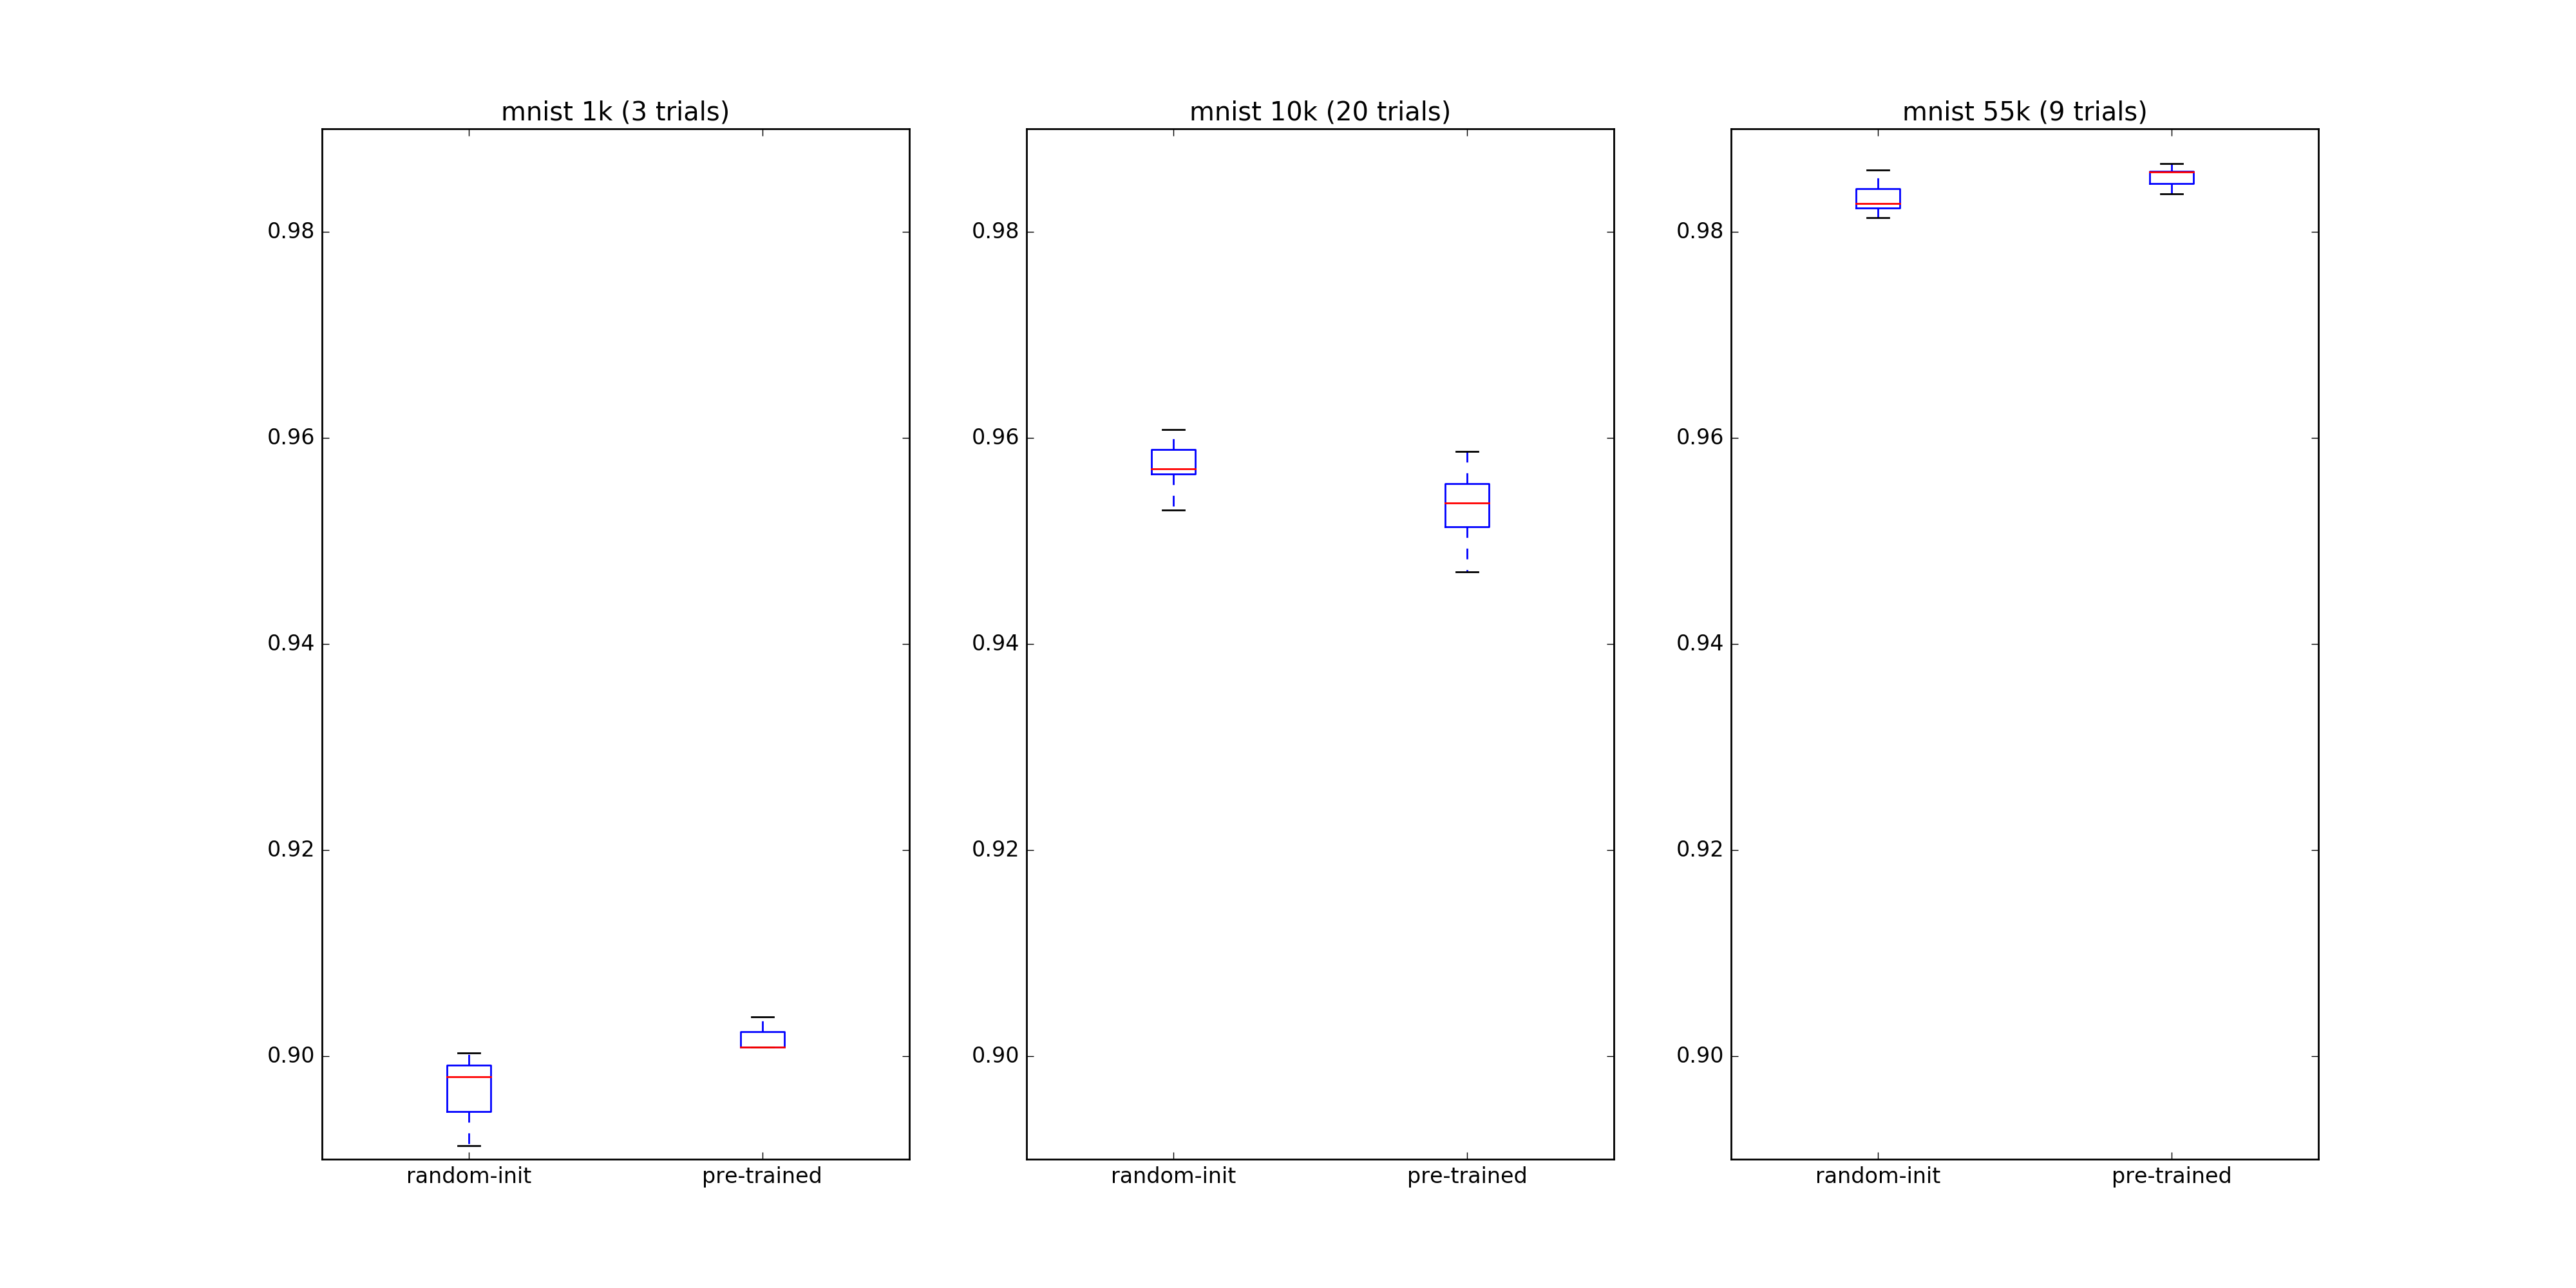 mnist 1k (3 trials)
0.98
0.96
0.94
0.92
0.90
random-init pre-trained
mnist 10k (20 trials)
0.98
0.96
0.94
0.92
0.90
random-init pre-trained
mnist 55k (9 trials)
0.98
0.96
0.94
0.92
0.90
random-init pre-trained